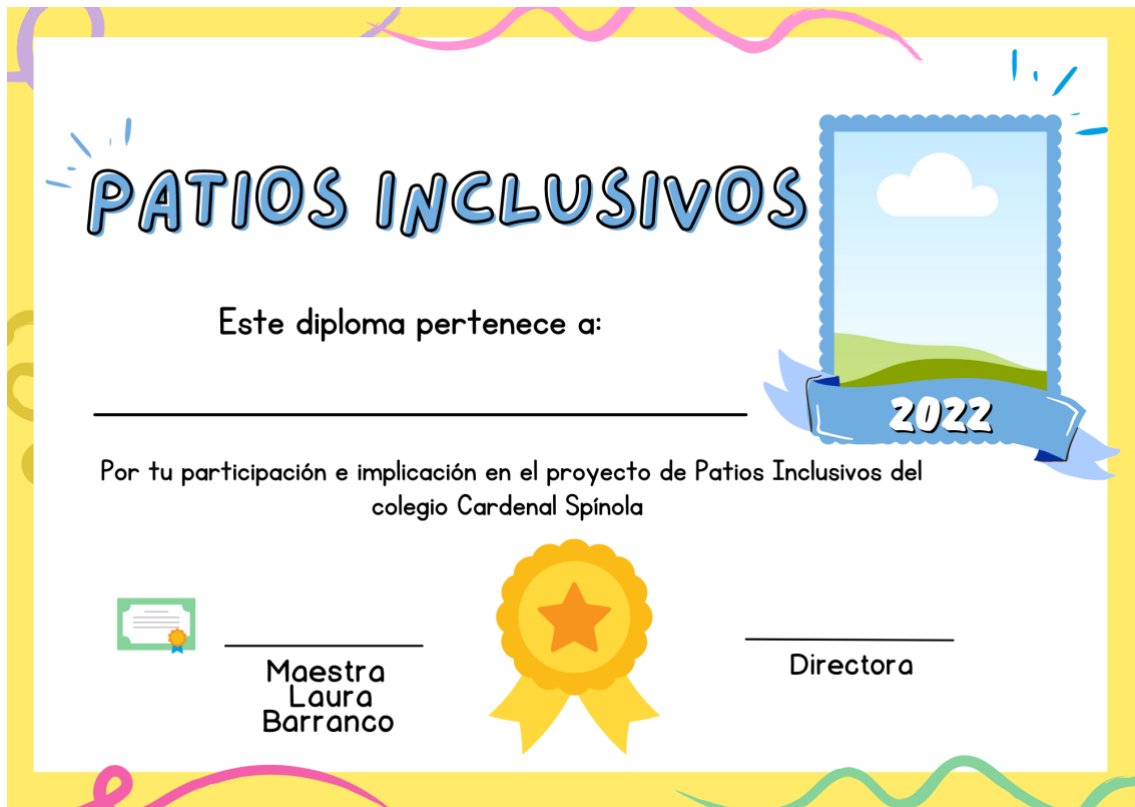 PATIOS INCLUSIVOS
Este diploma pertenece a:
2022
Por tu participación e implicación en el proyecto de Patios Inclusivos del
colegio Cardenal Spínola
Maestra
Laura
Barranco
Directora